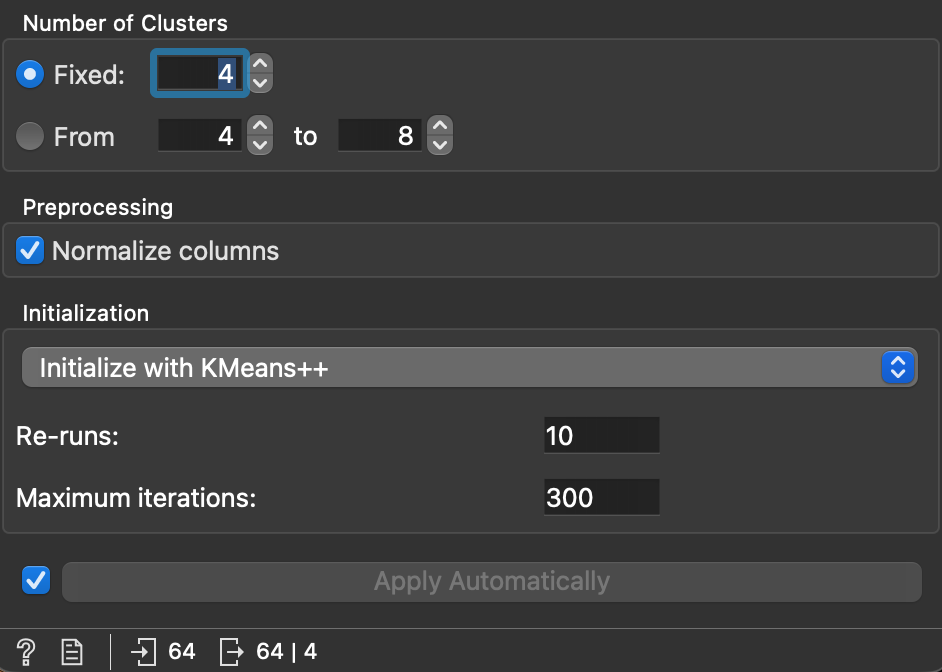 Number of Clusters
Fixed: 4
From 4 to 8
Preprocessing
Normalize columns
Initialization
Initialize with KMeans++
Re-runs: 10
Maximum iterations: 300
Apply Automatically
? 64 64 | 4